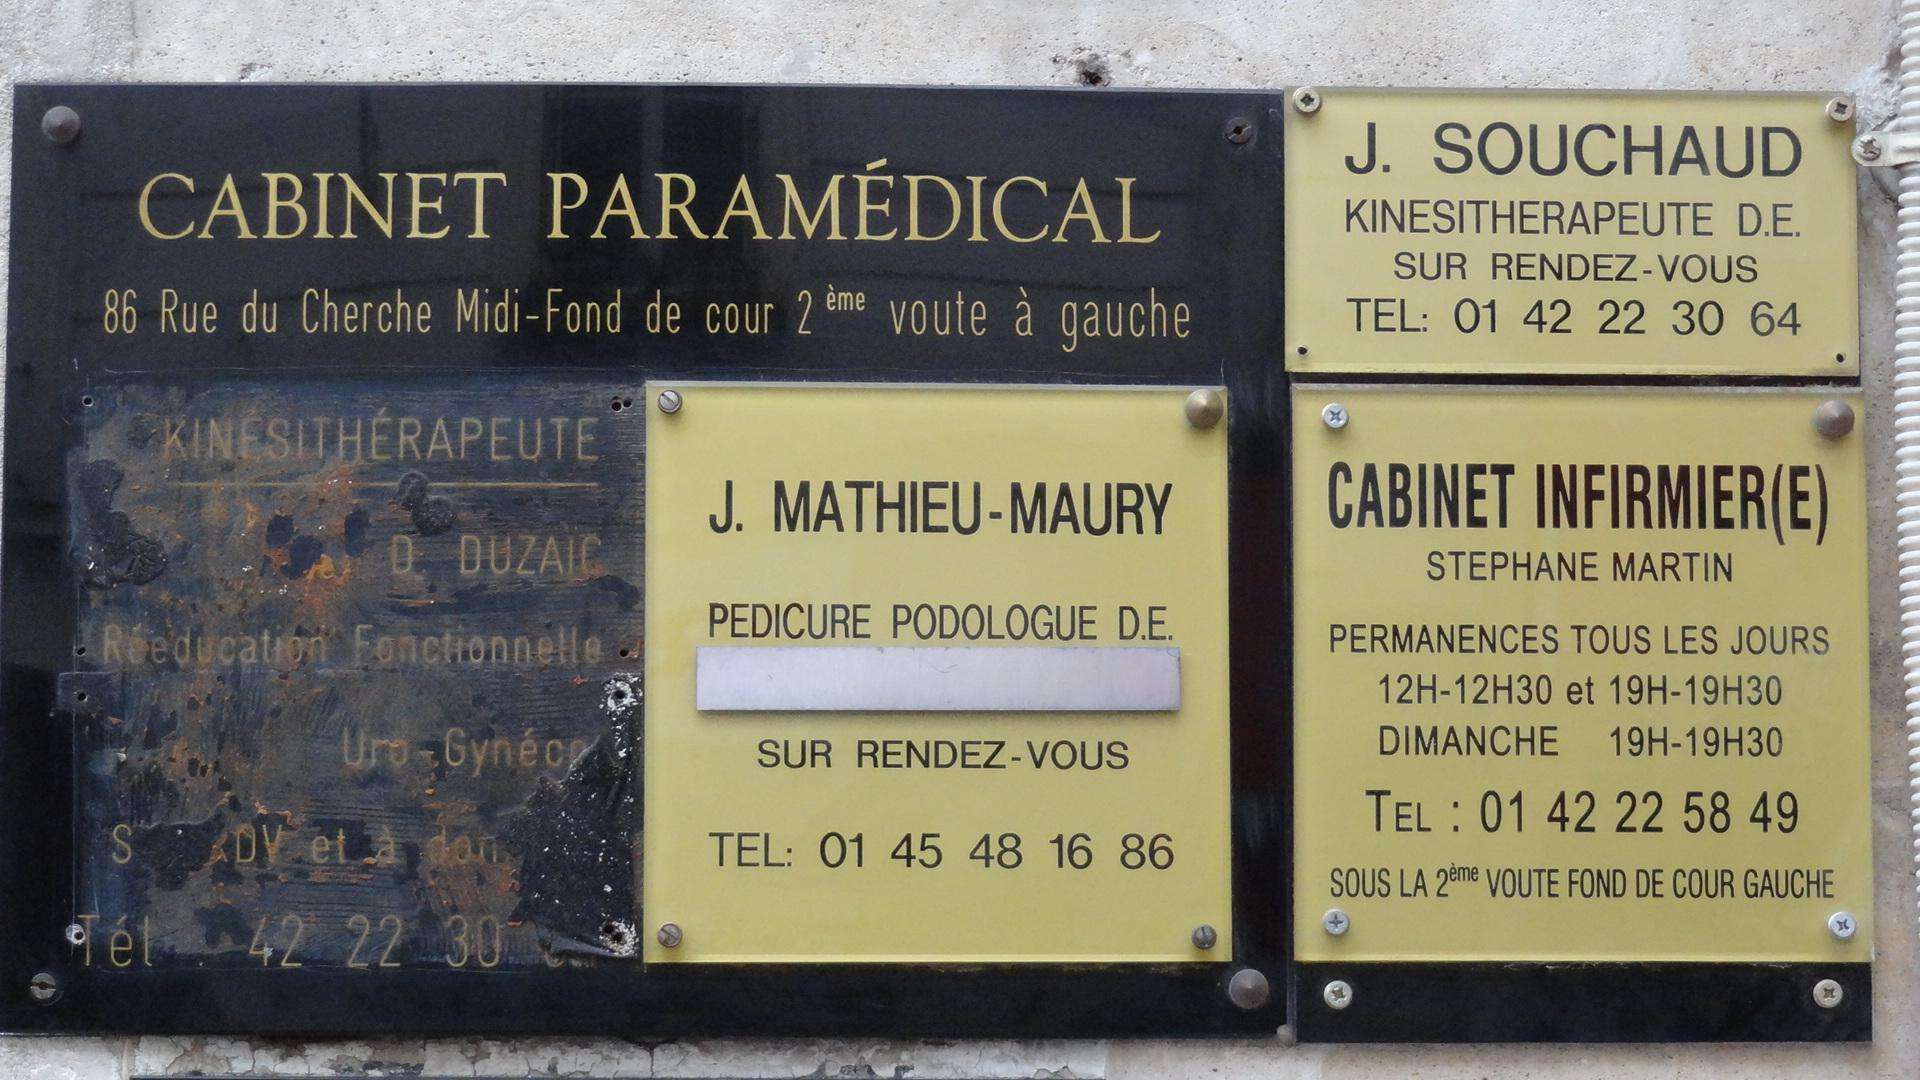 CABINET PARAMÉDICAL
86 Rue du Cherche Midi-Fond de cour 2ème voute à gauche
KINÉSITHÉRAPEUTE
D. DUZAIC
Rééducation Fonctionnelle
Uro-Gynéco
S RDV et à dom
Tél : 42 22 30
J. MATHIEU-MAURY
PEDICURE PODOLOGUE D.E.
SUR RENDEZ-VOUS
TEL: 01 45 48 16 86
J. SOUCHAUD
KINESITHERAPEUTE D.E.
SUR RENDEZ-VOUS
TEL: 01 42 22 30 64
CABINET INFIRMIER(E)
STEPHANE MARTIN
PERMANENCES TOUS LES JOURS
12H-12H30 et 19H-19H30
DIMANCHE 19H-19H30
TEL : 01 42 22 58 49
SOUS LA 2ème VOUTE FOND DE COUR GAUCHE